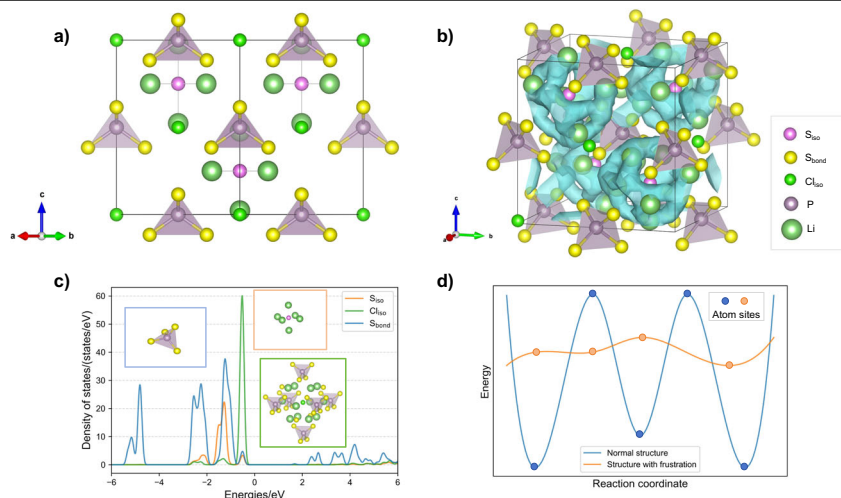 a)
c
a
b
b)
c
a
b
S_iso
S_bond
Cl_iso
P
Li
c)
Density of states/(states/eV)
60
50
40
30
20
10
0
−6
−4
−2
0
2
4
6
Energies/eV
S_iso
Cl_iso
S_bond
d)
Energy
Atom sites
Normal structure
Structure with frustration
Reaction coordinate